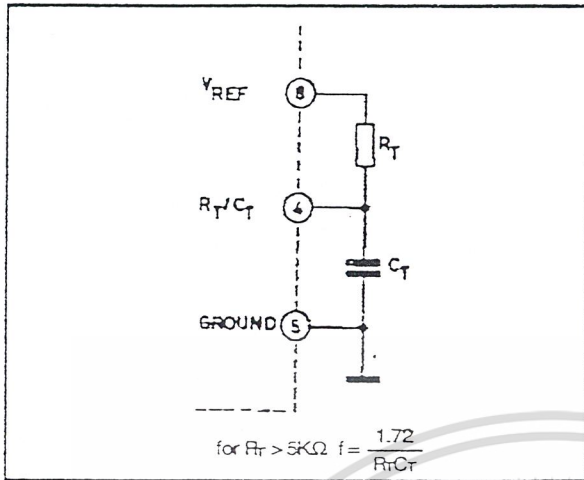 VREF 8
RT
RT/CT 4
CT
GROUND 5
for RT > 5KΩ f = 1.72
RTCT